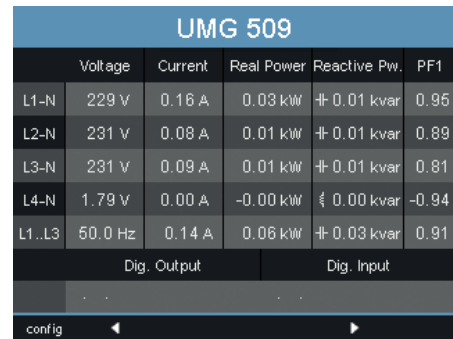 UMG 509
Voltage Current Real Power Reactive Pw. PF1
L1-N 229 V 0.16 A 0.03 kW 0.01 kvar 0.95
L2-N 231 V 0.08 A 0.01 kW 0.01 kvar 0.89
L3-N 231 V 0.09 A 0.01 kW 0.01 kvar 0.81
L4-N 1.79 V 0.00 A -0.00 kW 0.00 kvar -0.94
L1..L3 50.0 Hz 0.14 A 0.06 kW 0.03 kvar 0.91
Dig. Output Dig. Input
config